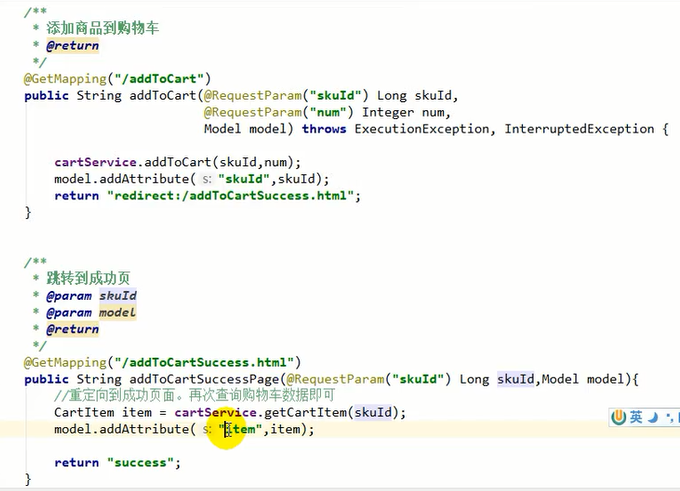 /**
* 添加商品到购物车
* @return
*/
@GetMapping("/addToCart")
public String addToCart(@RequestParam("skuId") Long skuId,
@RequestParam("num") Integer num,
Model model) throws ExecutionException, InterruptedException {
cartService.addToCart(skuId,num);
model.addAttribute( s: "skuId",skuId);
return "redirect:/addToCartSuccess.html";
}
/**
* 跳转到成功页
* @param skuId
* @param model
* @return
*/
@GetMapping("/addToCartSuccess.html")
public String addToCartSuccessPage(@RequestParam("skuId") Long skuId,Model model){
//重定向到成功页面。再次查询购物车数据即可
CartItem item = cartService.getCartItem(skuId);
model.addAttribute( s: "item",item);
英
return "success";
}